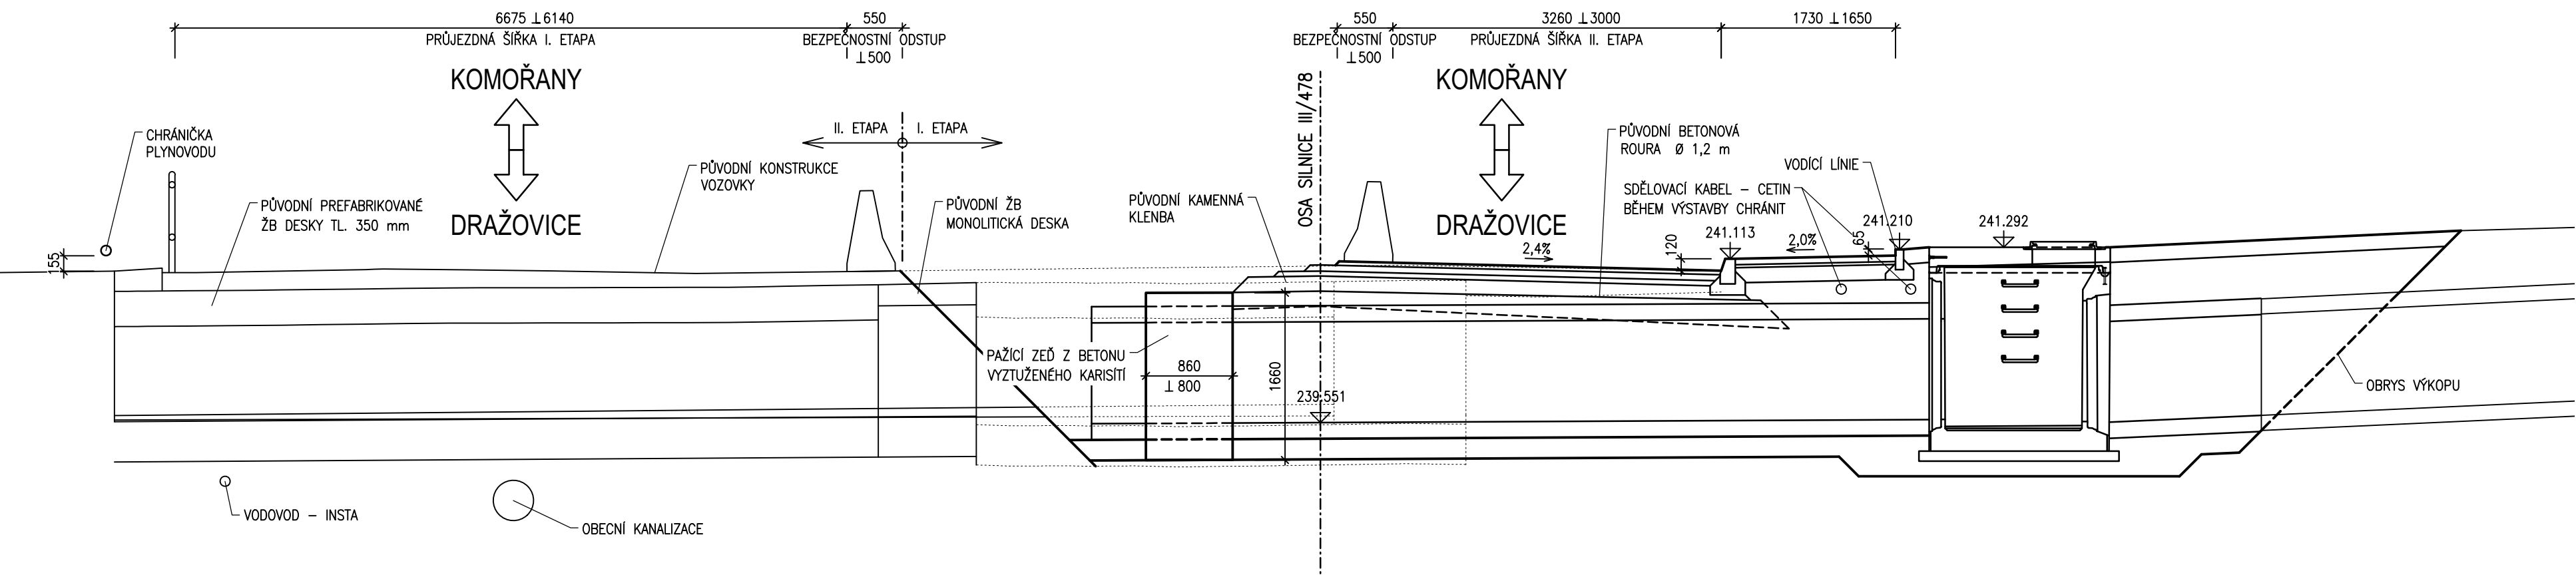 6675 ⊥6140
550
550
3260 ⊥3000
1730 ⊥1650
PRŮJEZDNÁ ŠÍŘKA I. ETAPA
BEZPEČNOSTNÍ ODSTUP
⊥500
BEZPEČNOSTNÍ ODSTUP
⊥500
PRŮJEZDNÁ ŠÍŘKA II. ETAPA
KOMOŘANY
DRAŽOVICE
KOMOŘANY
DRAŽOVICE
CHRÁNIČKA
PLYNOVODU
155
PŮVODNÍ PREFABRIKOVANÉ
ŽB DESKY TL. 350 mm
PŮVODNÍ KONSTRUKCE
VOZOVKY
II. ETAPA
I. ETAPA
PŮVODNÍ ŽB
MONOLITICKÁ DESKA
PŮVODNÍ KAMENNÁ
KLENBA
OSA SILNICE III/478
PŮVODNÍ BETONOVÁ
ROURA Ø 1,2 m
VODÍCÍ LÍNIE
SDĚLOVACÍ KABEL – CETIN
BĚHEM VÝSTAVBY CHRÁNIT
2,4%
120
241.113
2,0%
65
241.210
241.292
PAŽÍCÍ ZEĎ Z BETONU
VYZTUŽENÉHO KARISÍTÍ
860
⊥800
1660
239.551
OBRYS VÝKOPU
VODOVOD – INSTA
OBECNÍ KANALIZACE